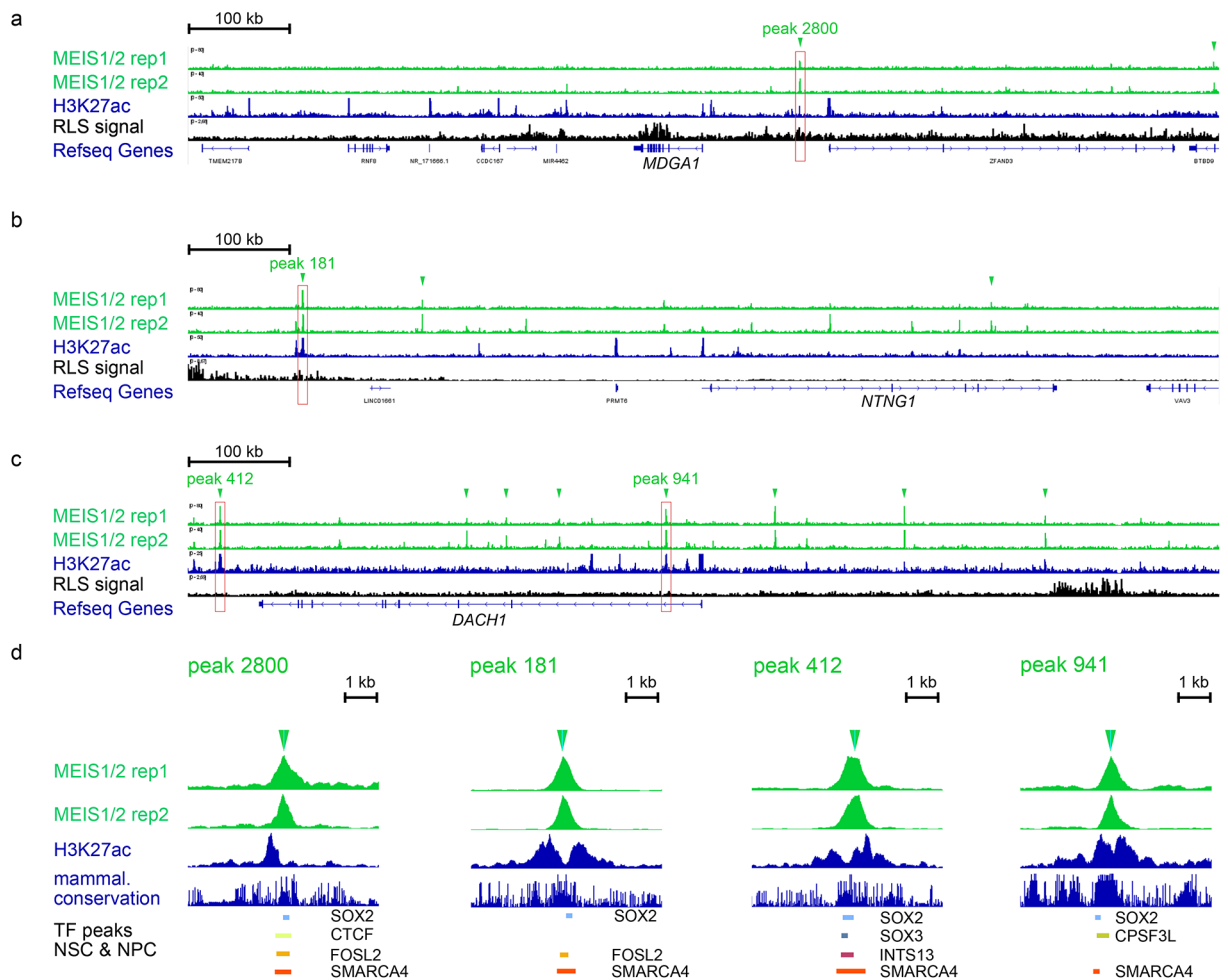 a
100 kb
peak 2800
MEIS1/2 rep1
MEIS1/2 rep2
H3K27ac
RLS signal
Refseq Genes
TMEM217B RNF8 NR_171666.1 CCDC167 MIR4462 MDGA1 ZFAND3 BTBD9
b
100 kb
peak 181
MEIS1/2 rep1
MEIS1/2 rep2
H3K27ac
RLS signal
Refseq Genes
LINC01661 PRMT6 NTNG1 VAV3
c
100 kb
peak 412 peak 941
MEIS1/2 rep1
MEIS1/2 rep2
H3K27ac
RLS signal
Refseq Genes
DACH1
d
peak 2800 peak 181 peak 412 peak 941
1 kb 1 kb 1 kb 1 kb
MEIS1/2 rep1
MEIS1/2 rep2
H3K27ac
mammal.
conservation
TF peaks
NSC & NPC
SOX2 SOX2 SOX2 SOX2
CTCF SOX3 CPSF3L
FOSL2 FOSL2 INTS13
SMARCA4 SMARCA4 SMARCA4 SMARCA4